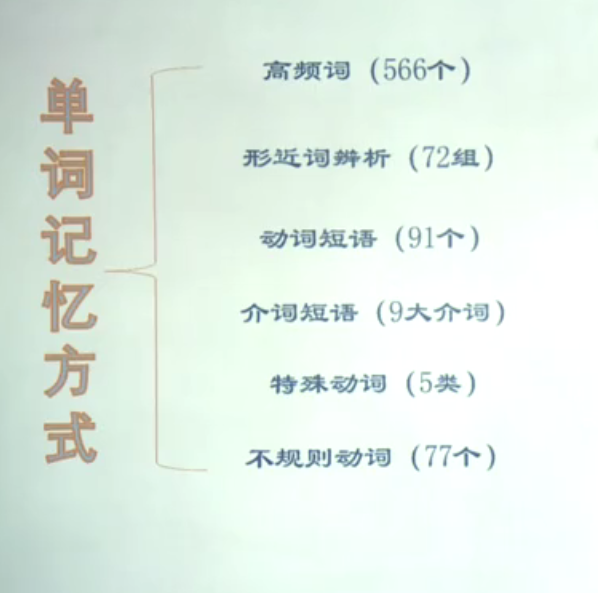 单词记忆方式
高频词（566个）
形近词辨析（72组）
动词短语（91个）
介词短语（9大介词）
特殊动词（5类）
不规则动词（77个）